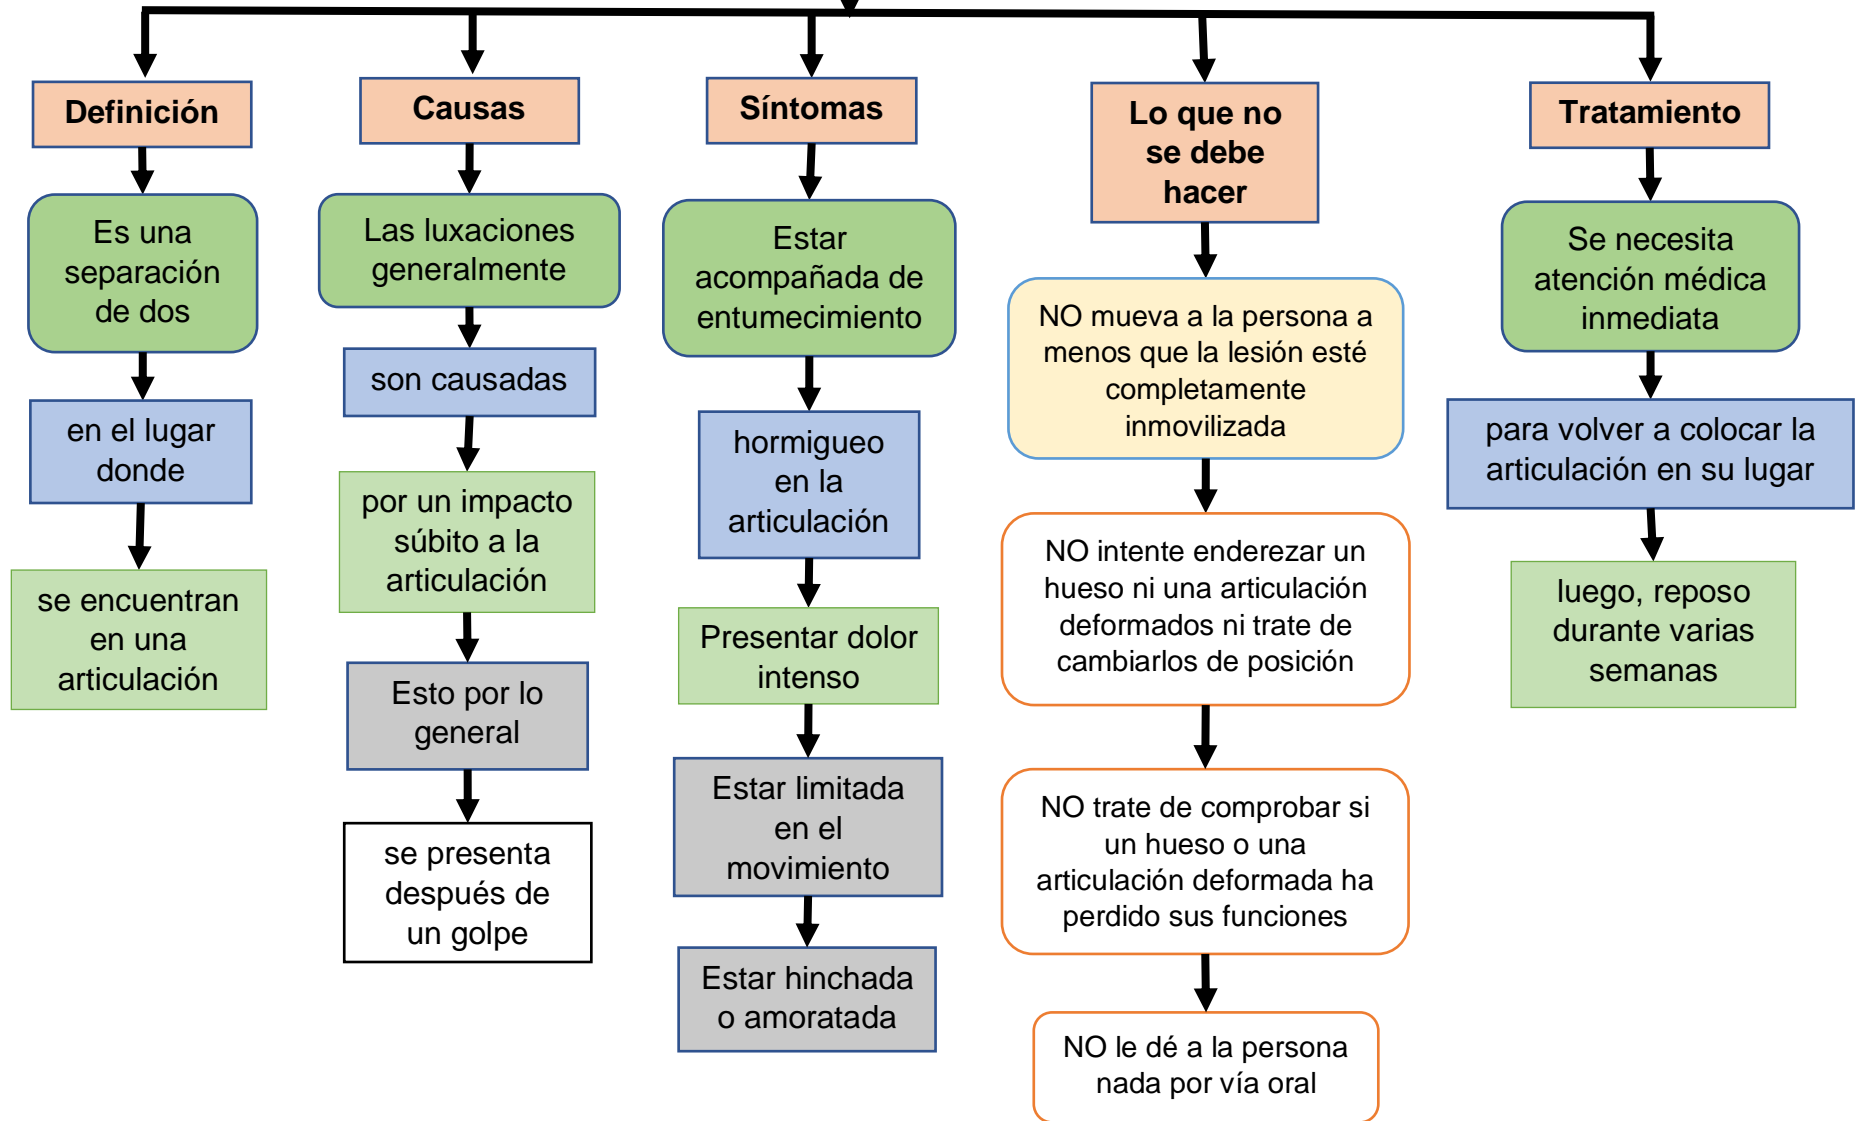 Definición
Es una
separación
de dos
en el lugar
donde
se encuentran
en una
articulación
Causas
Las luxaciones
generalmente
son causadas
por un impacto
súbito a la
articulación
Esto por lo
general
se presenta
después de
un golpe
Síntomas
Estar
acompañada de
entumecimiento
hormigueo
en la
articulación
Presentar dolor
intenso
Estar limitada
en el
movimiento
Estar hinchada
o amoratada
Lo que no
se debe
hacer
NO mueva a la persona a
menos que la lesión esté
completamente
inmovilizada
NO intente enderezar un
hueso ni una articulación
deformados ni trate de
cambiarlos de posición
NO trate de comprobar si
un hueso o una
articulación deformada ha
perdido sus funciones
NO le dé a la persona
nada por vía oral
Tratamiento
Se necesita
atención médica
inmediata
para volver a colocar la
articulación en su lugar
luego, reposo
durante varias
semanas